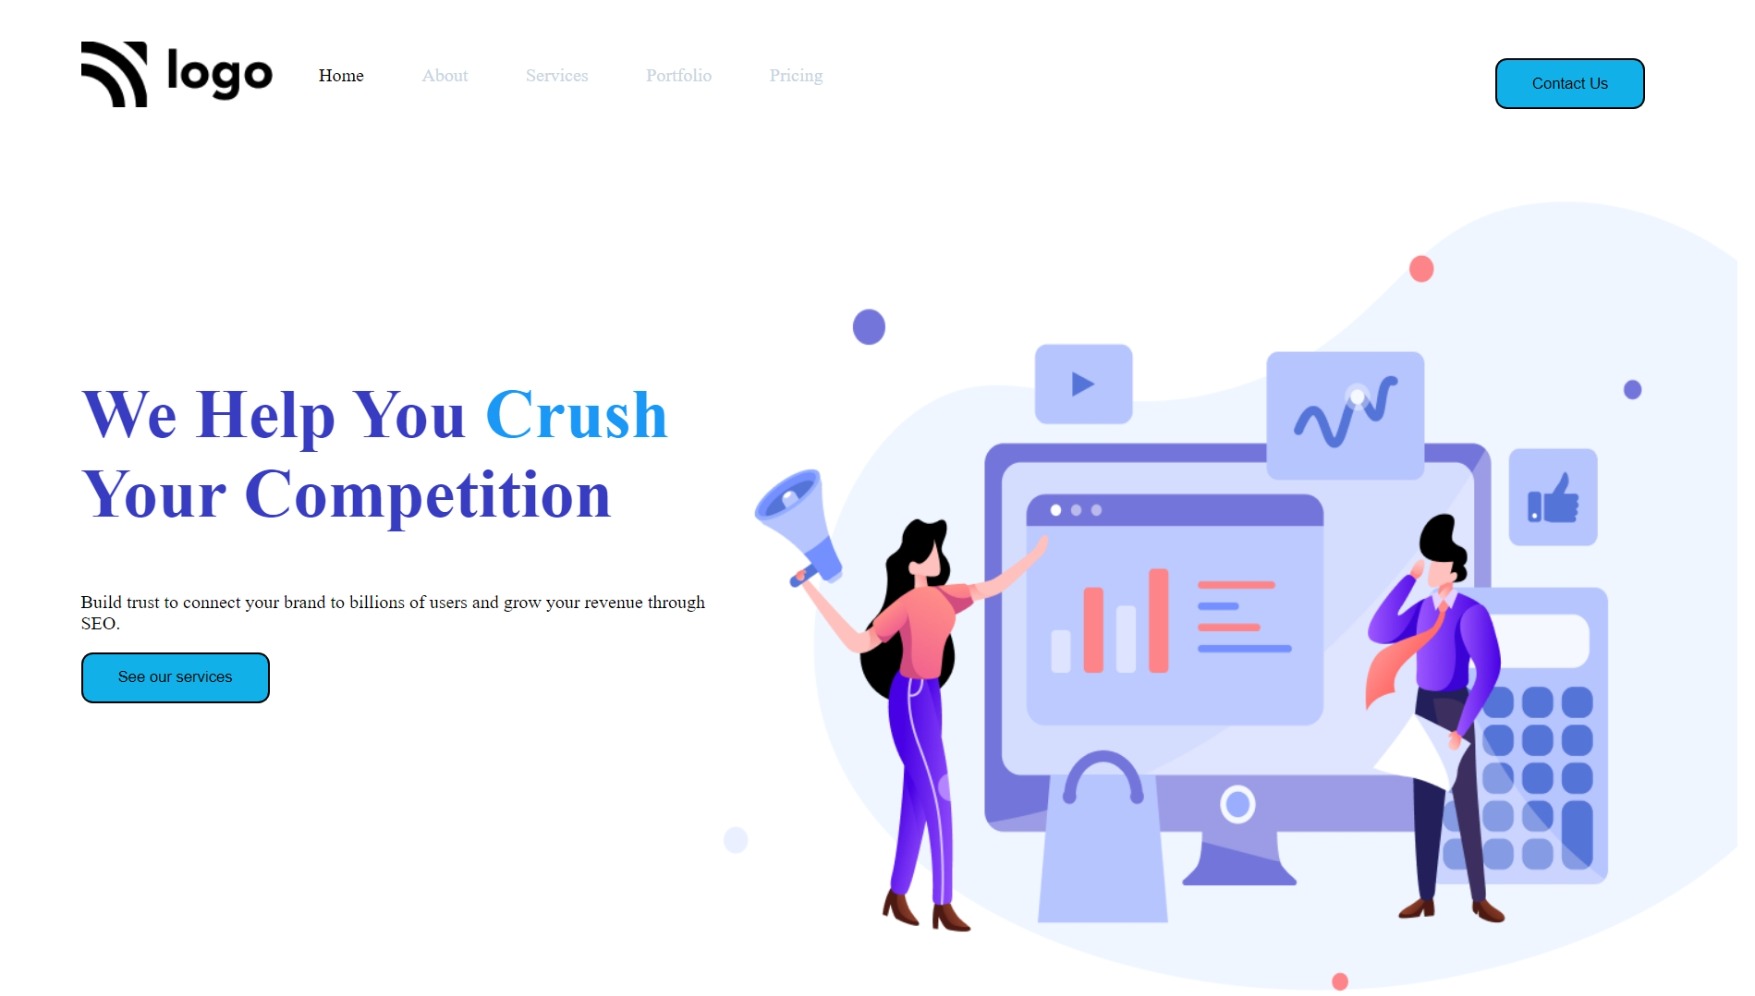 logo
Home About Services Portfolio Pricing
Contact Us
We Help You Crush
Your Competition
Build trust to connect your brand to billions of users and grow your revenue through
SEO.
See our services